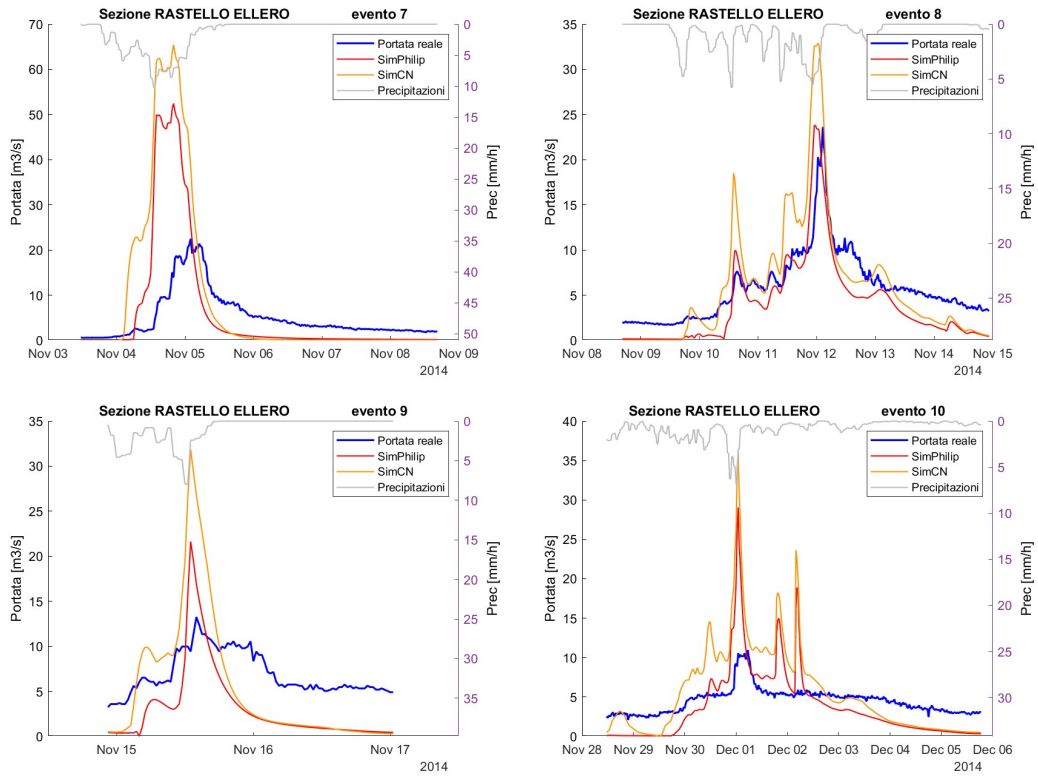 Sezione RASTELLO ELLERO evento 7
70
60
50
40
30
20
10
0
Portata [m3/s]
0
5
10
15
20
25
30
35
40
45
50
Prec [mm/h]
Portata reale
SimPhilip
SimCN
Precipitazioni
Nov 03 Nov 04 Nov 05 Nov 06 Nov 07 Nov 08 Nov 09
2014
Sezione RASTELLO ELLERO evento 8
35
30
25
20
15
10
5
0
Portata [m3/s]
0
5
10
15
20
25
Prec [mm/h]
Portata reale
SimPhilip
SimCN
Precipitazioni
Nov 08 Nov 09 Nov 10 Nov 11 Nov 12 Nov 13 Nov 14 Nov 15
2014
Sezione RASTELLO ELLERO evento 9
35
30
25
20
15
10
5
0
Portata [m3/s]
0
5
10
15
20
25
30
35
Prec [mm/h]
Portata reale
SimPhilip
SimCN
Precipitazioni
Nov 15 Nov 16 Nov 17
2014
Sezione RASTELLO ELLERO evento 10
40
35
30
25
20
15
10
5
0
Portata [m3/s]
0
5
10
15
20
25
30
Prec [mm/h]
Portata reale
SimPhilip
SimCN
Precipitazioni
Nov 28 Nov 29 Nov 30 Dec 01 Dec 02 Dec 03 Dec 04 Dec 05 Dec 06
2014